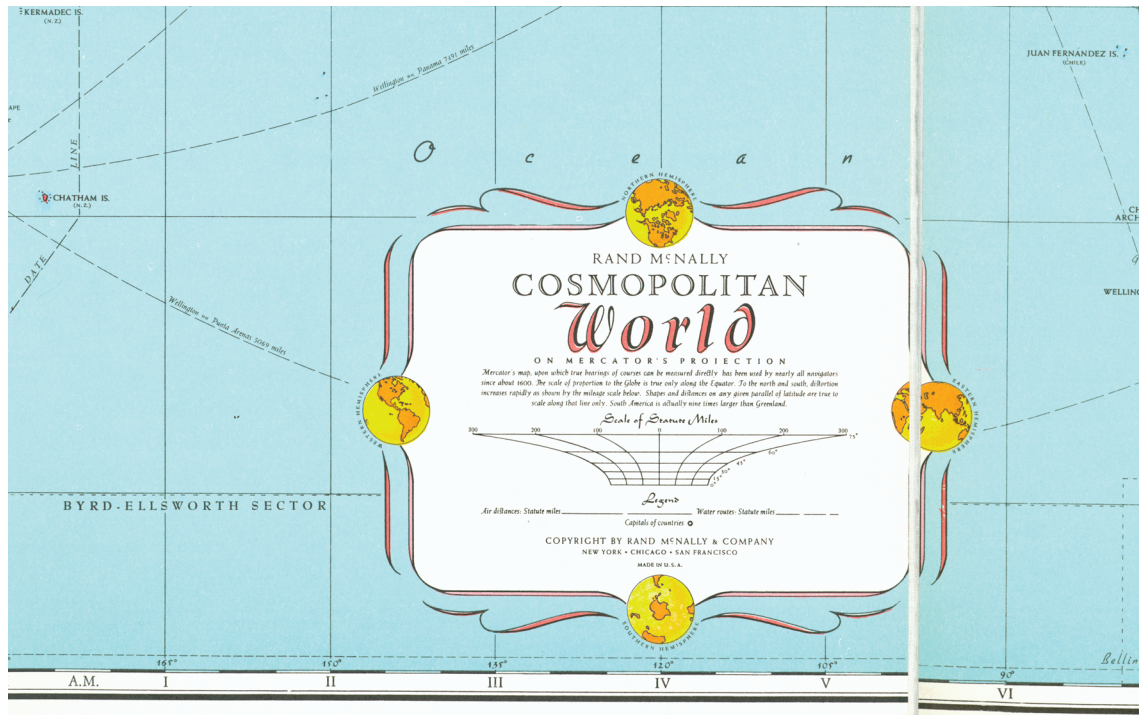 KERMADEC IS.
(N.Z.)
Wellington to Panama 7491 miles
JUAN FERNANDEZ IS.
(CHILE)
APE
LINE
O c e a n
CHATHAM IS.
(N.Z.)
NORTHERN HEMISPHERE
CH
ARCH
DATE
RAND McNALLY
COSMOPOLITAN
World
ON MERCATOR'S PROJECTION
WELLING
Wellington to Punta Arenas 5069 miles
Mercator's map, upon which true bearings of courses can be measured directly has been used by nearly all navigators
since about 1600. The scale of proportion to the Globe is true only along the Equator. To the north and south, distortion
increases rapidly as shown by the mileage scale below. Shapes and distances on any given parallel of latitude are true to
scale along that line only. South America is actually nine times larger than Greenland.
WESTERN HEMISPHERE
EASTERN HEMISPHERE
Scale of Statute Miles
300 200 100 0 100 200 300 75°
60°
45°
30°
15°
0°
Legend
BYRD-ELLSWORTH SECTOR
Air distances: Statute miles
Water routes: Statute miles
Capitals of countries
COPYRIGHT BY RAND McNALLY & COMPANY
NEW YORK • CHICAGO • SAN FRANCISCO
MADE IN U.S.A.
SOUTHERN HEMISPHERE
165° 150° 135° 120° 105° 90°
Bellin
A.M. I II III IV V VI